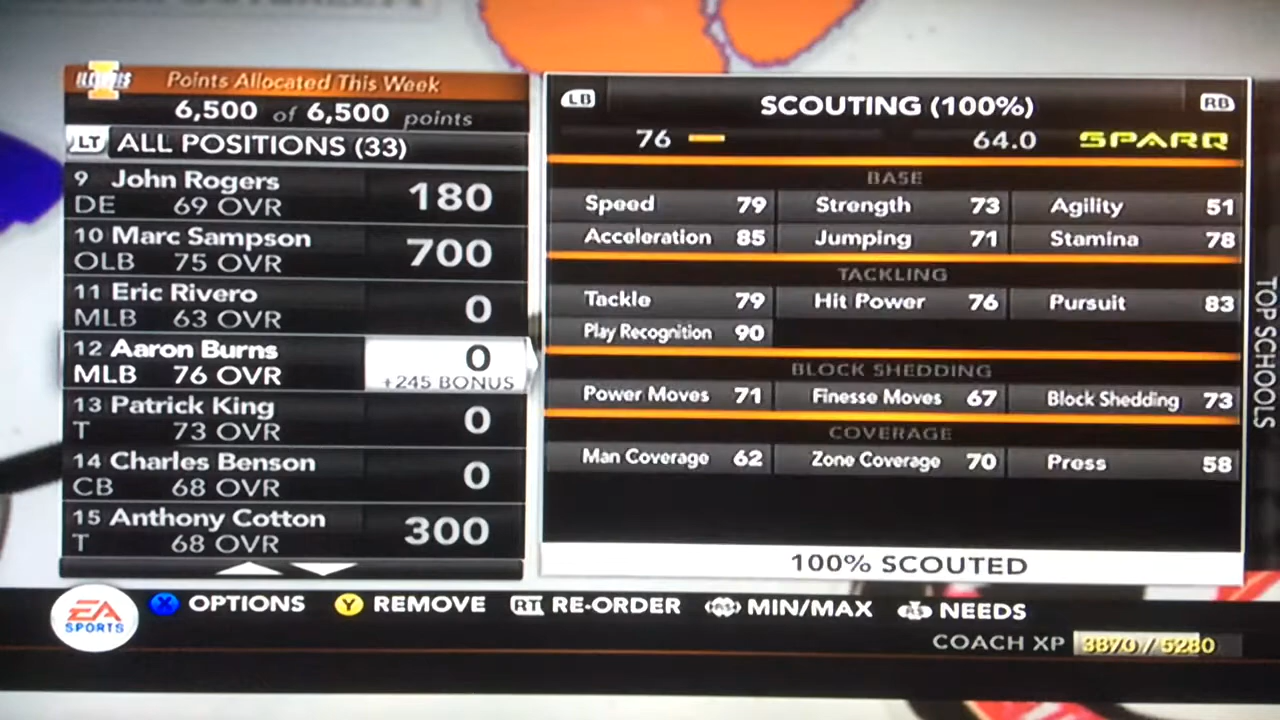 ILLINOIS Points Allocated This Week
6,500 of 6,500 points
LT ALL POSITIONS (33)
9 John Rogers 180
DE 69 OVR
10 Marc Sampson 700
OLB 75 OVR
11 Eric Rivero 0
MLB 63 OVR
12 Aaron Burns 0
MLB 76 OVR +245 BONUS
13 Patrick King 0
T 73 OVR
14 Charles Benson 0
CB 68 OVR
15 Anthony Cotton 300
T 68 OVR
LB SCOUTING (100%) RB
76 64.0 SPARQ
BASE
Speed 79 Strength 73 Agility 51
Acceleration 85 Jumping 71 Stamina 78
TACKLING
Tackle 79 Hit Power 76 Pursuit 83
Play Recognition 90
BLOCK SHEDDING
Power Moves 71 Finesse Moves 67 Block Shedding 73
COVERAGE
Man Coverage 62 Zone Coverage 70 Press 58
100% SCOUTED
TOP SCHOOLS
EA SPORTS
X OPTIONS Y REMOVE RT RE-ORDER MIN/MAX NEEDS
COACH XP 3870 / 5280